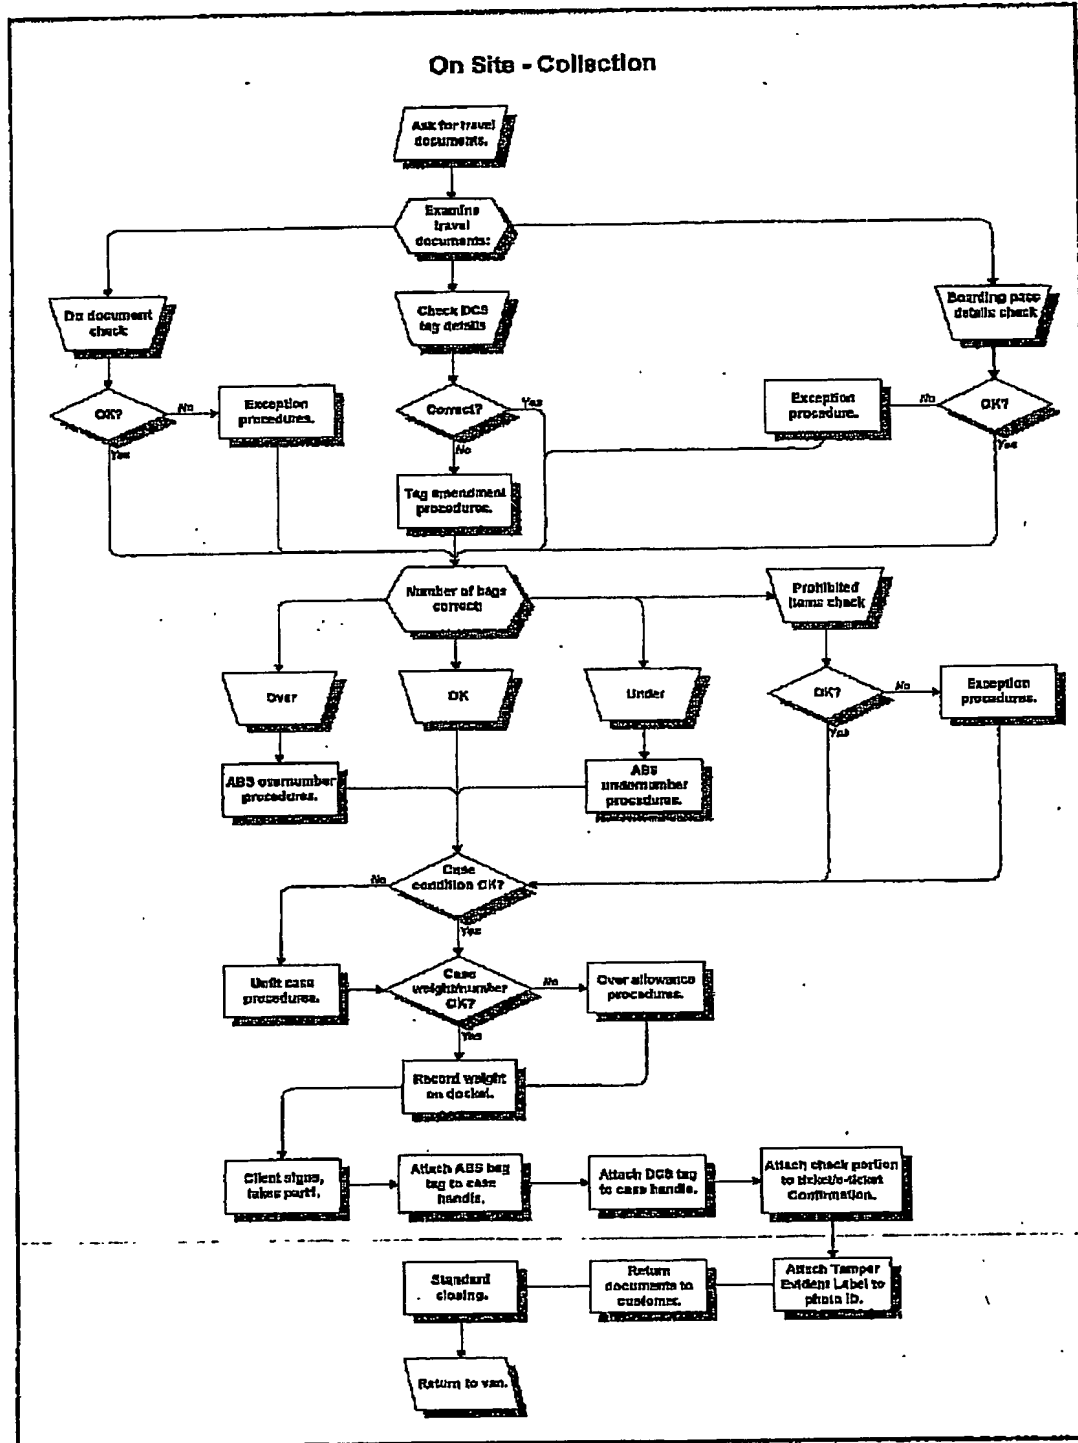 On Site - Collection
Ask for travel
documents.
Examine
travel
documents:
Do document
check
Check DCS
tag details
Boarding pass
details check
OK?
No
Yes
Exception
procedures.
Correct?
Yes
No
Exception
procedure.
No
OK?
Yes
Tag amendment
procedures.
Number of bags
correct:
Prohibited
items check
Over
OK
Under
OK?
No
Yes
Exception
procedures.
ABS overnumber
procedures.
ABS
undernumber
procedures.
Case
condition OK?
No
Yes
Unfit case
procedures.
Case
weight/number
OK?
No
Yes
Over allowance
procedures.
Record weight
on docket.
Client signs,
takes part1.
Attach ABS bag
tag to case
handle.
Attach DCS tag
to case handle.
Attach check portion
to ticket/e-ticket
Confirmation.
Standard
closing.
Return
documents to
customer.
Attach Tamper
Evident Label to
photo ID.
Return to van.